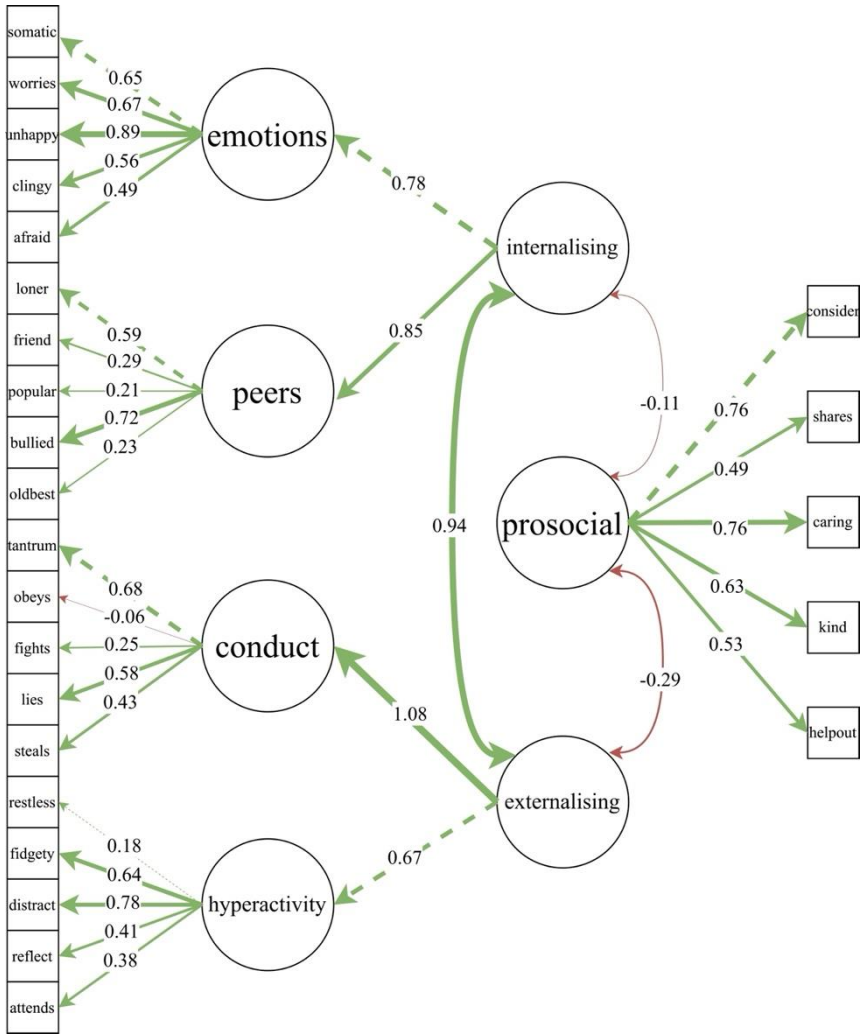 somatic
worries
unhappy
clingy
afraid
loner
friend
popular
bullied
oldbest
tantrum
obeys
fights
lies
steals
restless
fidgety
distract
reflect
attends
0.65
0.67
0.89
0.56
0.49
0.59
0.29
0.21
0.72
0.23
0.68
-0.06
0.25
0.58
0.43
0.18
0.64
0.78
0.41
0.38
emotions
peers
conduct
hyperactivity
0.78
0.85
1.08
0.67
internalising
prosocial
externalising
0.94
-0.11
-0.29
0.76
0.49
0.76
0.63
0.53
consider
shares
caring
kind
helpout